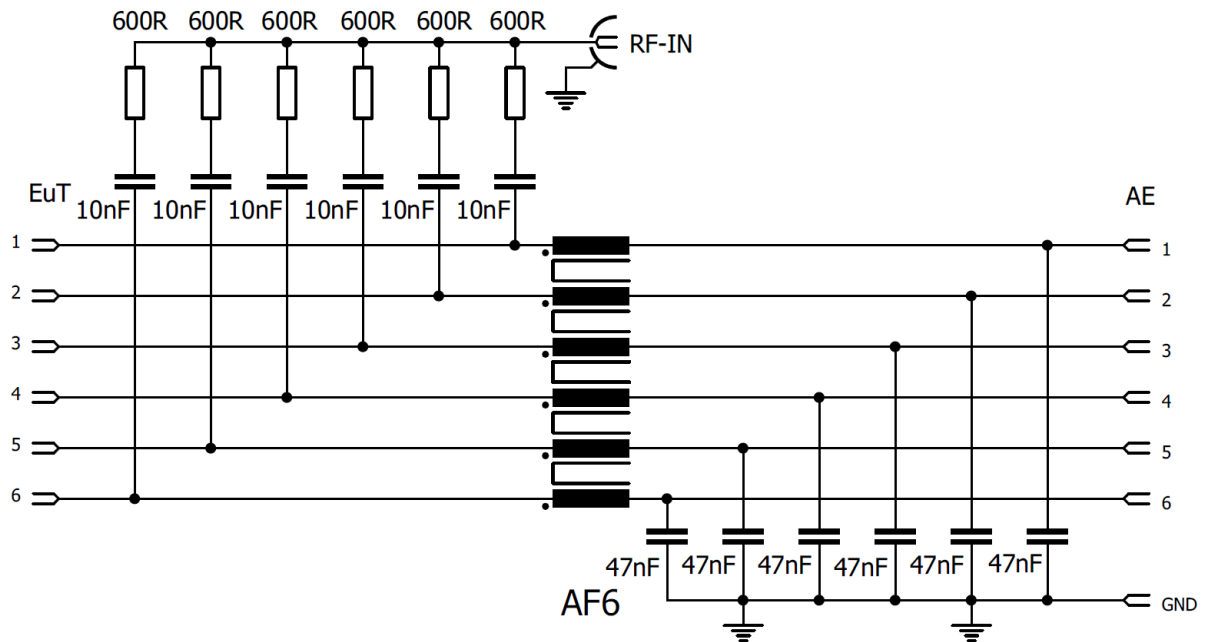 600R 600R 600R 600R 600R 600R
RF-IN
EuT
10nF 10nF 10nF 10nF 10nF 10nF
AE
1 1
2 2
3 3
4 4
5 5
6 6
47nF 47nF 47nF 47nF 47nF 47nF
AF6
GND